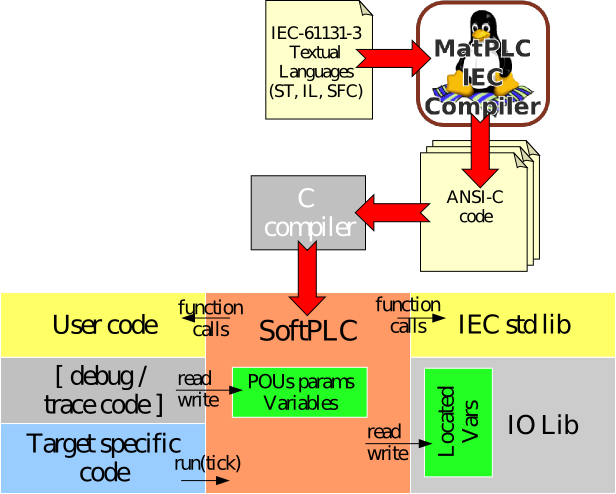 IEC-61131-3
Textual
Languages
(ST, IL, SFC)
MatPLC
IEC
Compiler
ANSI-C
code
C
compiler
User code
function
calls
SoftPLC
function
calls
IEC std lib
[ debug /
trace code ]
read
write
POUs params
Variables
read
write
Located
Vars
IO Lib
Target specific
code
run(tick)